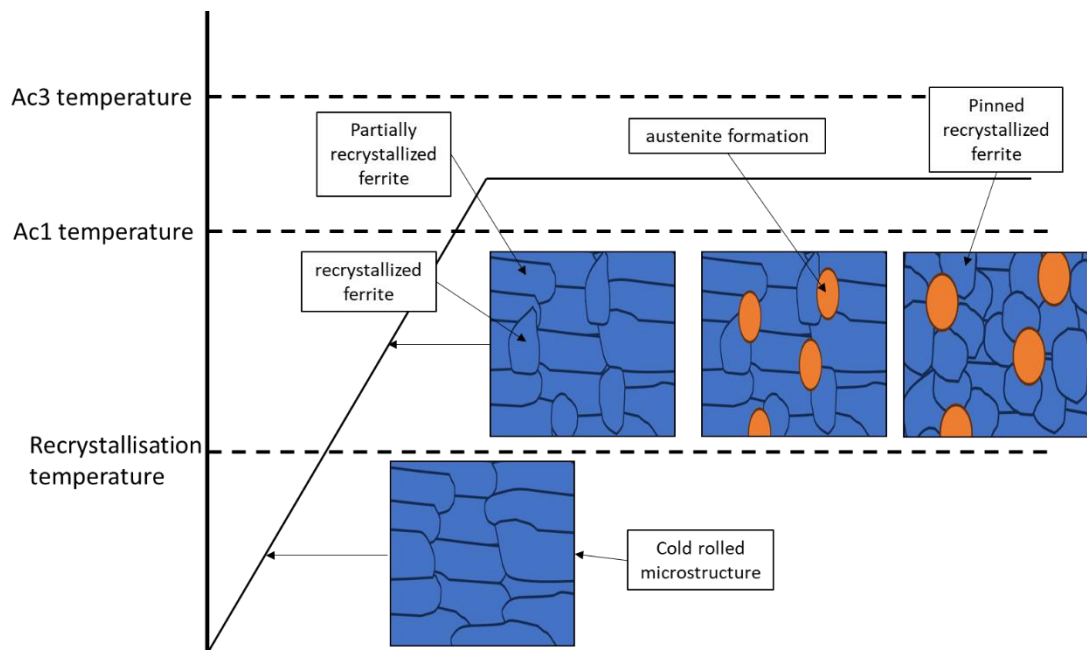 Ac3 temperature
Partially
recrystallized
ferrite
austenite formation
Pinned
recrystallized
ferrite
Ac1 temperature
recrystallized
ferrite
Recrystallisation
temperature
Cold rolled
microstructure